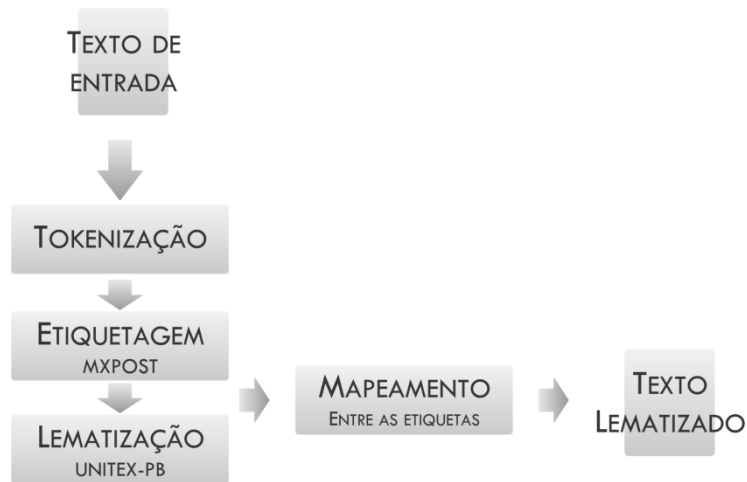 TEXTO DE
ENTRADA
TOKENIZAÇÃO
ETIQUETAGEM
MXPOST
LEMATIZAÇÃO
UNITEX-PB
MAPEAMENTO
ENTRE AS ETIQUETAS
TEXTO
LEMATIZADO